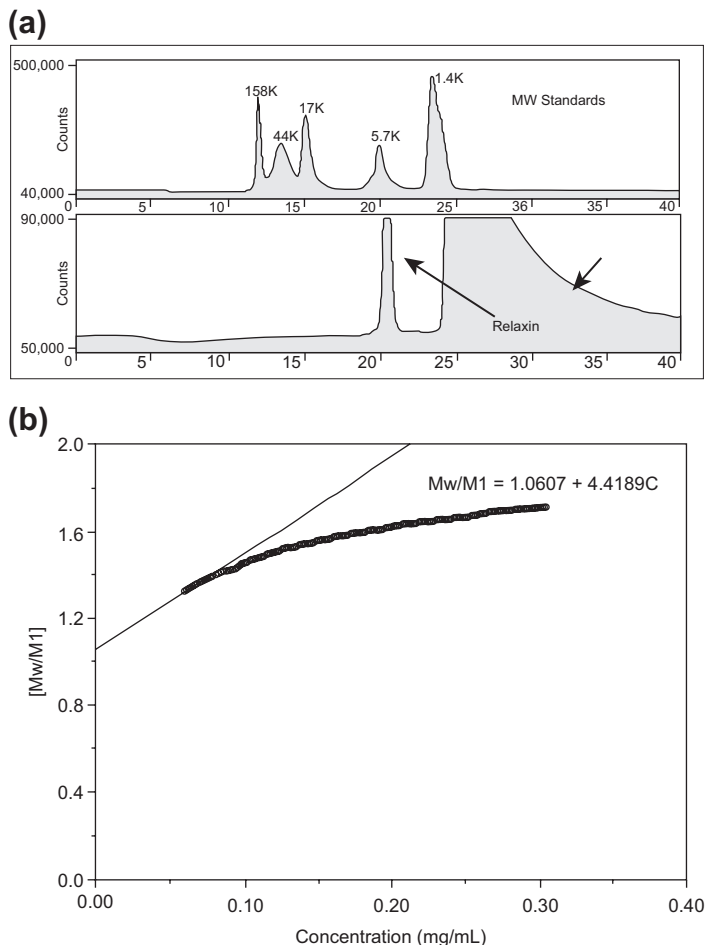 (a)
500,000
Counts
40,000
158K
44K
17K
5.7K
1.4K
MW Standards
0 5 10 15 20 25 36 35 40
90,000
Counts
50,000
Relaxin
0 5 10 15 20 25 30 35 40
(b)
2.0
Mw/M1 = 1.0607 + 4.4189C
1.6
1.2
[Mw/M1]
0.8
0.4
0.0
0.00 0.10 0.20 0.30 0.40
Concentration (mg/mL)